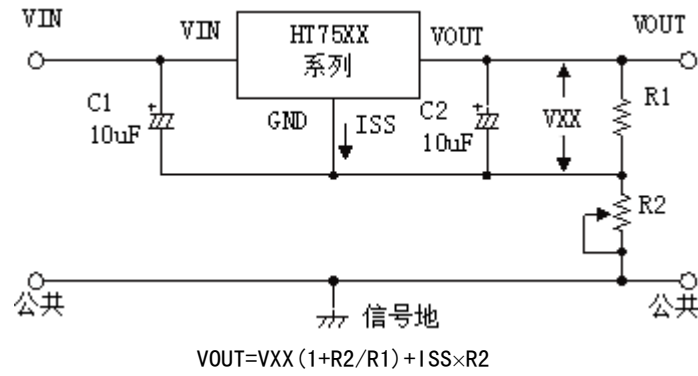 VIN
VIN
HT75XX
系列
VOUT
VOUT
C1
10uF
GND
ISS
C2
10uF
VXX
R1
R2
公共
信号地
公共
VOUT=VXX(1+R2/R1)+ISS×R2